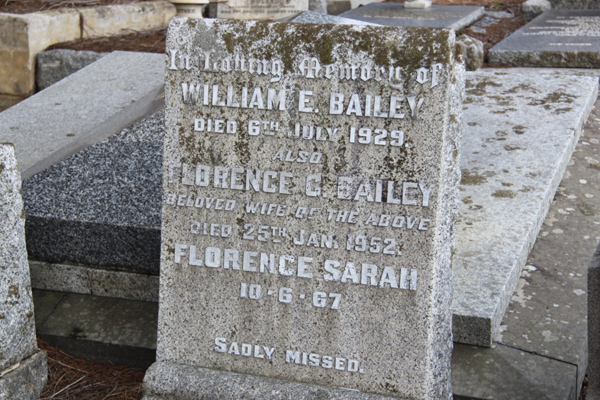 In Loving Memory of
WILLIAM E. BAILEY
DIED 6TH JULY 1929.
ALSO
FLORENCE G. BAILEY
BELOVED WIFE OF THE ABOVE
DIED 25TH JAN. 1952.
FLORENCE SARAH
10-6-67
SADLY MISSED.